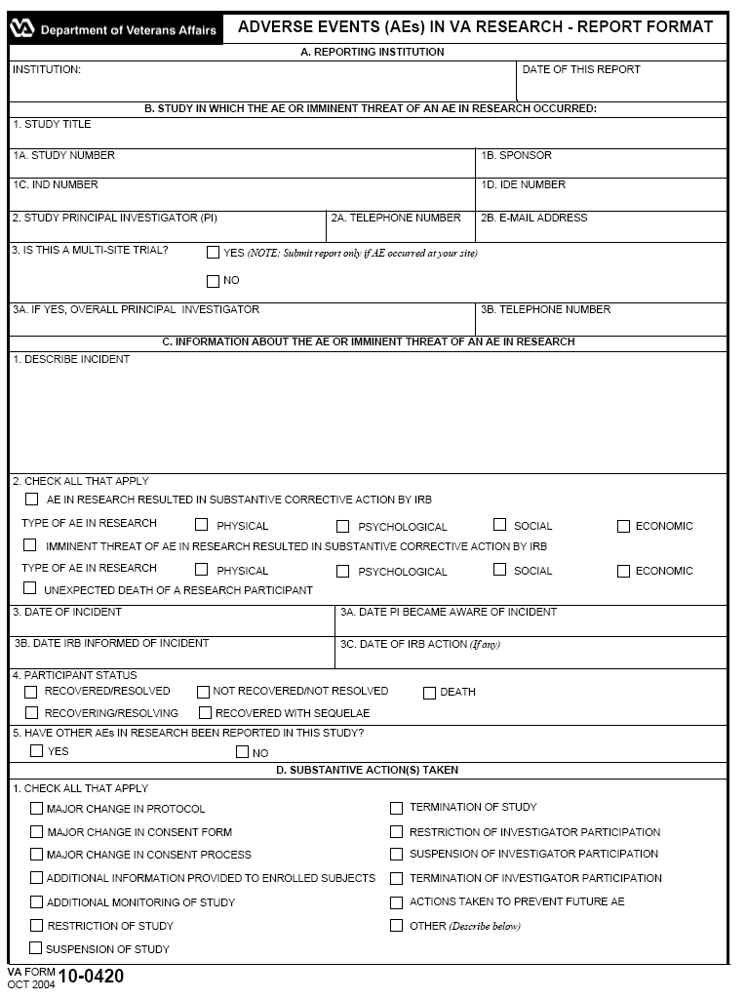 VA Department of Veterans Affairs
ADVERSE EVENTS (AEs) IN VA RESEARCH - REPORT FORMAT
A. REPORTING INSTITUTION
INSTITUTION: DATE OF THIS REPORT
B. STUDY IN WHICH THE AE OR IMMINENT THREAT OF AN AE IN RESEARCH OCCURRED:
1. STUDY TITLE
1A. STUDY NUMBER 1B. SPONSOR
1C. IND NUMBER 1D. IDE NUMBER
2. STUDY PRINCIPAL INVESTIGATOR (PI) 2A. TELEPHONE NUMBER 2B. E-MAIL ADDRESS
3. IS THIS A MULTI-SITE TRIAL? YES (NOTE: Submit report only if AE occurred at your site)
NO
3A. IF YES, OVERALL PRINCIPAL INVESTIGATOR 3B. TELEPHONE NUMBER
C. INFORMATION ABOUT THE AE OR IMMINENT THREAT OF AN AE IN RESEARCH
1. DESCRIBE INCIDENT
2. CHECK ALL THAT APPLY
AE IN RESEARCH RESULTED IN SUBSTANTIVE CORRECTIVE ACTION BY IRB
TYPE OF AE IN RESEARCH PHYSICAL PSYCHOLOGICAL SOCIAL ECONOMIC
IMMINENT THREAT OF AE IN RESEARCH RESULTED IN SUBSTANTIVE CORRECTIVE ACTION BY IRB
TYPE OF AE IN RESEARCH PHYSICAL PSYCHOLOGICAL SOCIAL ECONOMIC
UNEXPECTED DEATH OF A RESEARCH PARTICIPANT
3. DATE OF INCIDENT 3A. DATE PI BECAME AWARE OF INCIDENT
3B. DATE IRB INFORMED OF INCIDENT 3C. DATE OF IRB ACTION (If any)
4. PARTICIPANT STATUS
RECOVERED/RESOLVED NOT RECOVERED/NOT RESOLVED DEATH
RECOVERING/RESOLVING RECOVERED WITH SEQUELAE
5. HAVE OTHER AEs IN RESEARCH BEEN REPORTED IN THIS STUDY?
YES NO
D. SUBSTANTIVE ACTION(S) TAKEN
1. CHECK ALL THAT APPLY
MAJOR CHANGE IN PROTOCOL TERMINATION OF STUDY
MAJOR CHANGE IN CONSENT FORM RESTRICTION OF INVESTIGATOR PARTICIPATION
MAJOR CHANGE IN CONSENT PROCESS SUSPENSION OF INVESTIGATOR PARTICIPATION
ADDITIONAL INFORMATION PROVIDED TO ENROLLED SUBJECTS TERMINATION OF INVESTIGATOR PARTICIPATION
ADDITIONAL MONITORING OF STUDY ACTIONS TAKEN TO PREVENT FUTURE AE
RESTRICTION OF STUDY OTHER (Describe below)
SUSPENSION OF STUDY
VA FORM 10-0420
OCT 2004